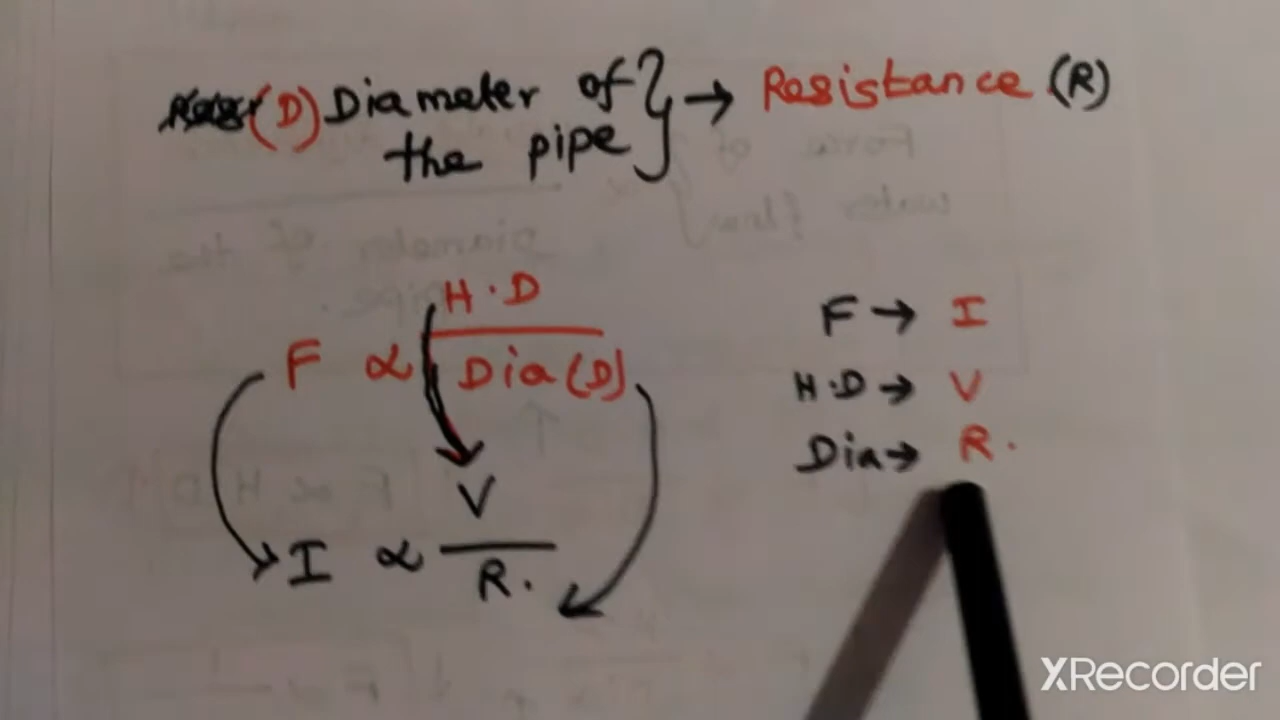 (D) Diameter of } → Resistance (R)
the pipe
H.D
F ∝ Dia (D)
V
I ∝ R.
F → I
H.D → V
Dia → R.
XRecorder